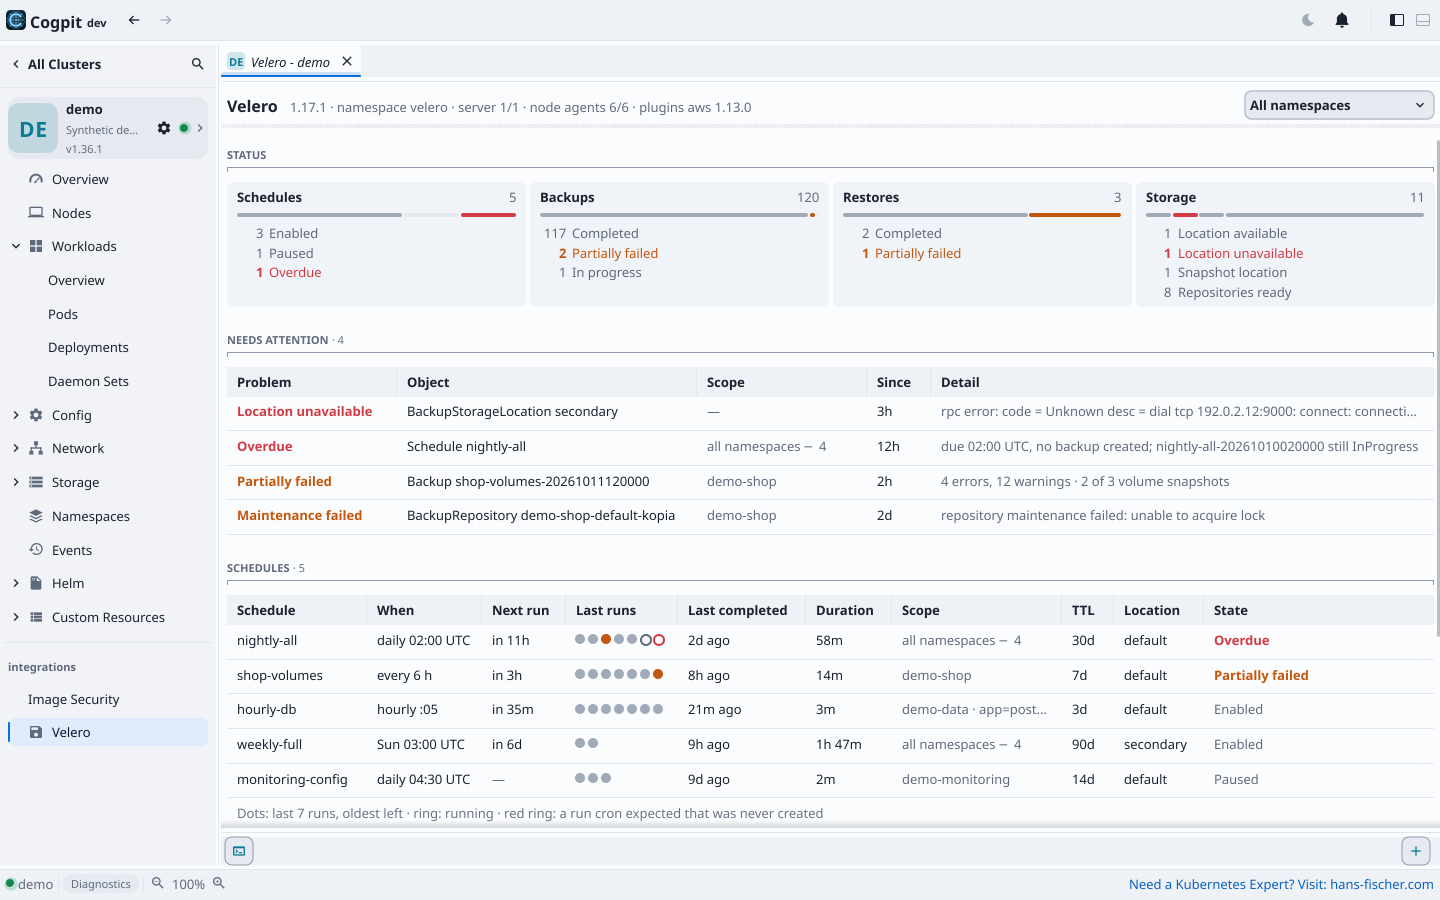 Cogpit dev
All Clusters
DE Velero - demo
DE
demo
Synthetic de...
v1.36.1
Overview
Nodes
Workloads
Overview
Pods
Deployments
Daemon Sets
Config
Network
Storage
Namespaces
Events
Helm
Custom Resources
integrations
Image Security
Velero
Velero 1.17.1 · namespace velero · server 1/1 · node agents 6/6 · plugins aws 1.13.0
All namespaces
STATUS
Schedules 5
3 Enabled
1 Paused
1 Overdue
Backups 120
117 Completed
2 Partially failed
1 In progress
Restores 3
2 Completed
1 Partially failed
Storage 11
1 Location available
1 Location unavailable
1 Snapshot location
8 Repositories ready
NEEDS ATTENTION · 4
Problem Object Scope Since Detail
Location unavailable BackupStorageLocation secondary — 3h rpc error: code = Unknown desc = dial tcp 192.0.2.12:9000: connect: connecti...
Overdue Schedule nightly-all all namespaces − 4 12h due 02:00 UTC, no backup created; nightly-all-20261010020000 still InProgress
Partially failed Backup shop-volumes-20261011120000 demo-shop 2h 4 errors, 12 warnings · 2 of 3 volume snapshots
Maintenance failed BackupRepository demo-shop-default-kopia demo-shop 2d repository maintenance failed: unable to acquire lock
SCHEDULES · 5
Schedule When Next run Last runs Last completed Duration Scope TTL Location State
nightly-all daily 02:00 UTC in 11h 2d ago 58m all namespaces − 4 30d default Overdue
shop-volumes every 6 h in 3h 8h ago 14m demo-shop 7d default Partially failed
hourly-db hourly :05 in 35m 21m ago 3m demo-data · app=post... 3d default Enabled
weekly-full Sun 03:00 UTC in 6d 9h ago 1h 47m all namespaces − 4 90d secondary Enabled
monitoring-config daily 04:30 UTC — 9d ago 2m demo-monitoring 14d default Paused
Dots: last 7 runs, oldest left · ring: running · red ring: a run cron expected that was never created
demo Diagnostics 100% Need a Kubernetes Expert? Visit: hans-fischer.com